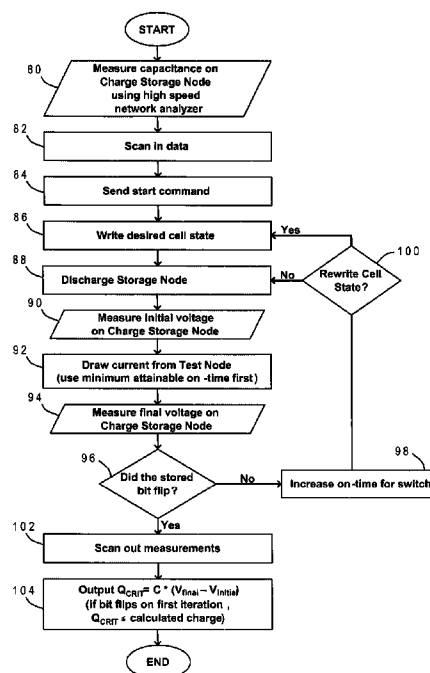 START
80
Measure capacitance on
Charge Storage Node
using high speed
network analyzer
82
Scan in data
84
Send start command
86
Write desired cell state
Yes
100
88
Discharge Storage Node
No
Rewrite Cell
State?
90
Measure initial voltage
on Charge Storage Node
92
Draw current from Test Node
(use minimum attainable on -time first)
94
Measure final voltage on
Charge Storage Node
96
Did the stored
bit flip?
No
98
Increase on-time for switch
Yes
102
Scan out measurements
104
Output QCRIT= C * (Vfinal – Vinitial)
(if bit flips on first iteration ,
QCRIT ≤ calculated charge)
END